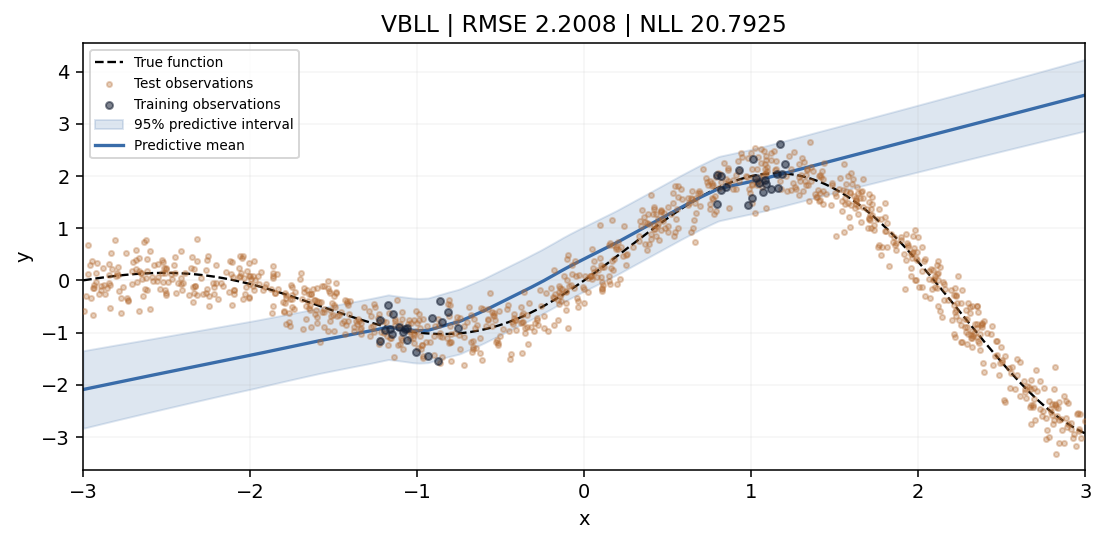 VBLL | RMSE 2.2008 | NLL 20.7925
True function
Test observations
Training observations
95% predictive interval
Predictive mean
4
3
2
1
0
−1
−2
−3
y
−3 −2 −1 0 1 2 3
x